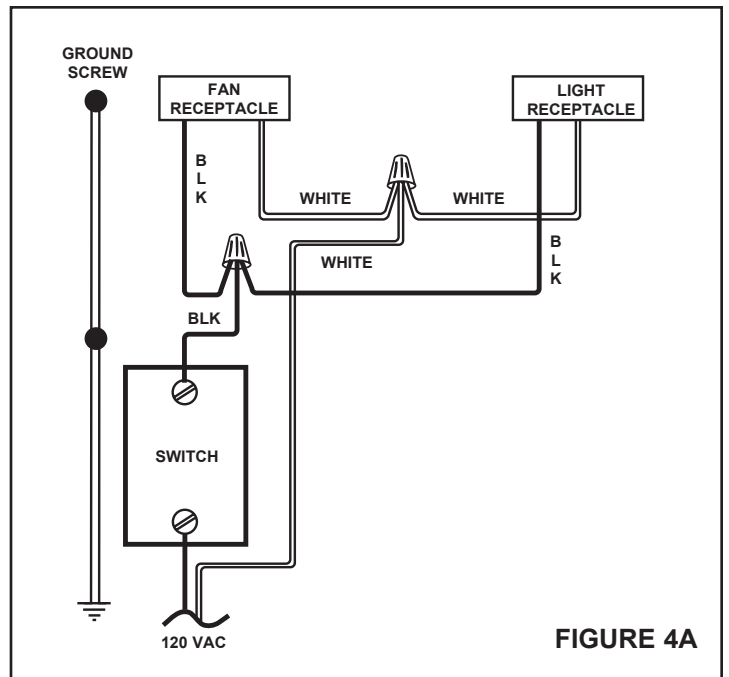 GROUND
SCREW
FAN
RECEPTACLE
LIGHT
RECEPTACLE
B
L
K
WHITE
WHITE
WHITE
B
L
K
BLK
SWITCH
120 VAC
FIGURE 4A